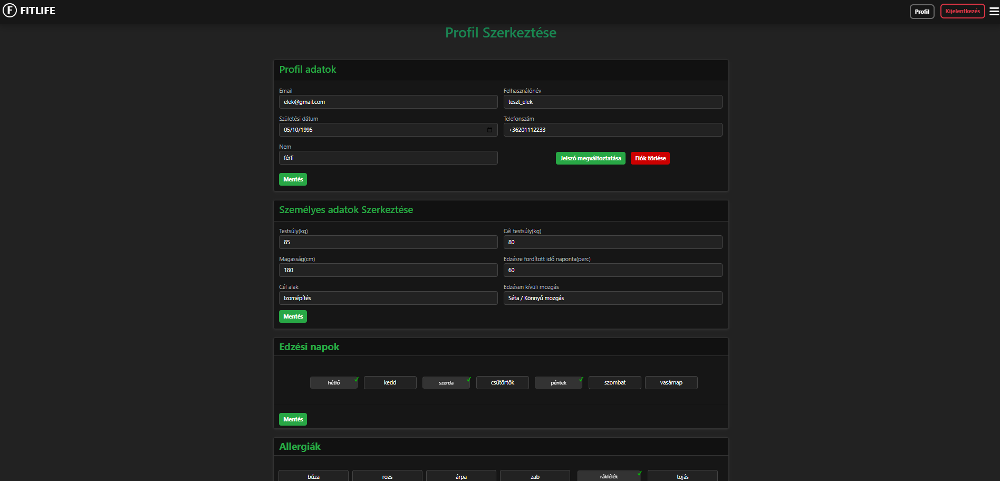 F FITLIFE
Profil
Kijelentkezés
Profil Szerkeztése
Profil adatok
Email
Felhasználónév
elek@gmail.com
teszt_elek
Születési dátum
Telefonszám
05/10/1995
+36201112233
Nem
férfi
Jelszó megváltoztatása
Fiók törlése
Mentés
Személyes adatok Szerkeztése
Testsúly(kg)
Cél testsúly(kg)
85
80
Magasság(cm)
Edzésre fordított idő naponta(perc)
180
60
Cél alak
Edzésen kívüli mozgás
Izomépítés
Séta / Könnyű mozgás
Mentés
Edzési napok
hétfő
kedd
szerda
csütörtök
péntek
szombat
vasárnap
Mentés
Allergiák
búza
rozs
árpa
zab
rákfélék
tojás